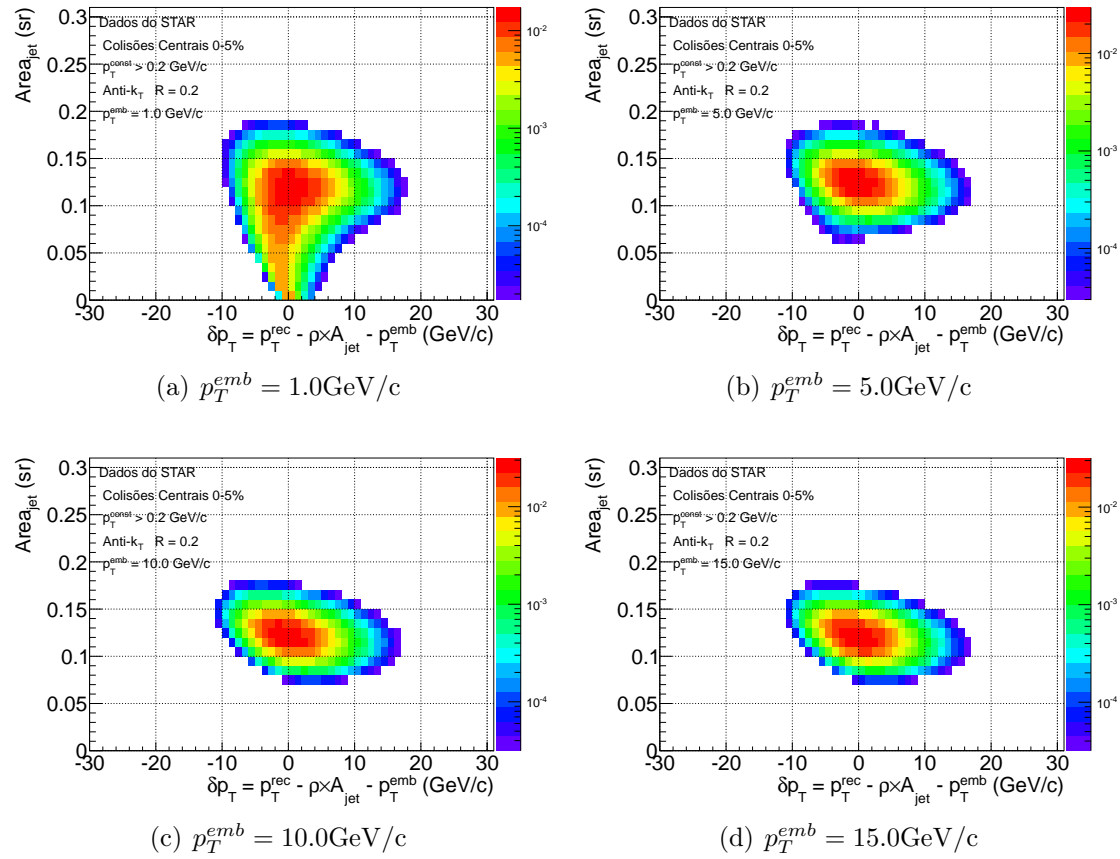 Area_jet (sr)
0.3
0.25
0.2
0.15
0.1
0.05
0
Dados do STAR
Colisões Centrais 0-5%
p_T^const > 0.2 GeV/c
Anti-k_T R = 0.2
p_T^emb = 1.0 GeV/c
10^-2
10^-3
10^-4
-30 -20 -10 0 10 20 30
δp_T = p_T^rec - ρ×A_jet - p_T^emb (GeV/c)
(a) p_T^emb = 1.0GeV/c
Area_jet (sr)
0.3
0.25
0.2
0.15
0.1
0.05
0
Dados do STAR
Colisões Centrais 0-5%
p_T^const > 0.2 GeV/c
Anti-k_T R = 0.2
p_T^emb = 5.0 GeV/c
10^-2
10^-3
10^-4
-30 -20 -10 0 10 20 30
δp_T = p_T^rec - ρ×A_jet - p_T^emb (GeV/c)
(b) p_T^emb = 5.0GeV/c
Area_jet (sr)
0.3
0.25
0.2
0.15
0.1
0.05
0
Dados do STAR
Colisões Centrais 0-5%
p_T^const > 0.2 GeV/c
Anti-k_T R = 0.2
p_T^emb = 10.0 GeV/c
10^-2
10^-3
10^-4
-30 -20 -10 0 10 20 30
δp_T = p_T^rec - ρ×A_jet - p_T^emb (GeV/c)
(c) p_T^emb = 10.0GeV/c
Area_jet (sr)
0.3
0.25
0.2
0.15
0.1
0.05
0
Dados do STAR
Colisões Centrais 0-5%
p_T^const > 0.2 GeV/c
Anti-k_T R = 0.2
p_T^emb = 15.0 GeV/c
10^-2
10^-3
10^-4
-30 -20 -10 0 10 20 30
δp_T = p_T^rec - ρ×A_jet - p_T^emb (GeV/c)
(d) p_T^emb = 15.0GeV/c